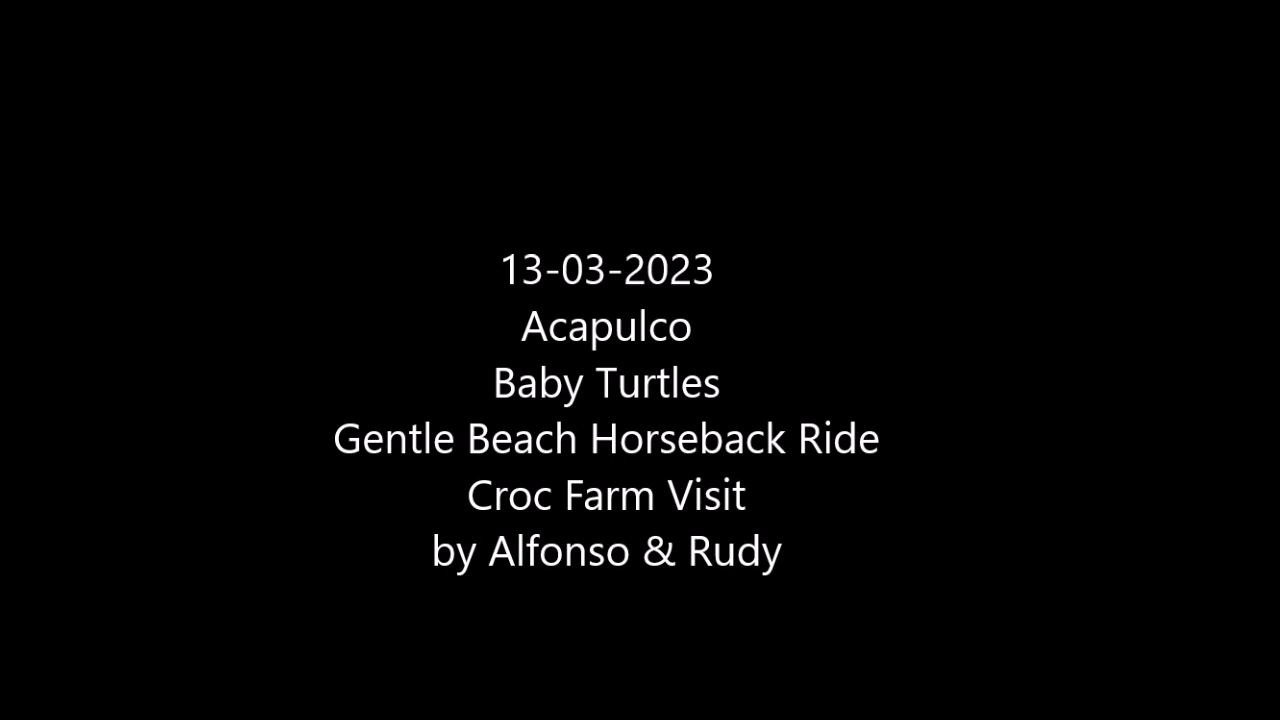 13-03-2023
Acapulco
Baby Turtles
Gentle Beach Horseback Ride
Croc Farm Visit
by Alfonso & Rudy